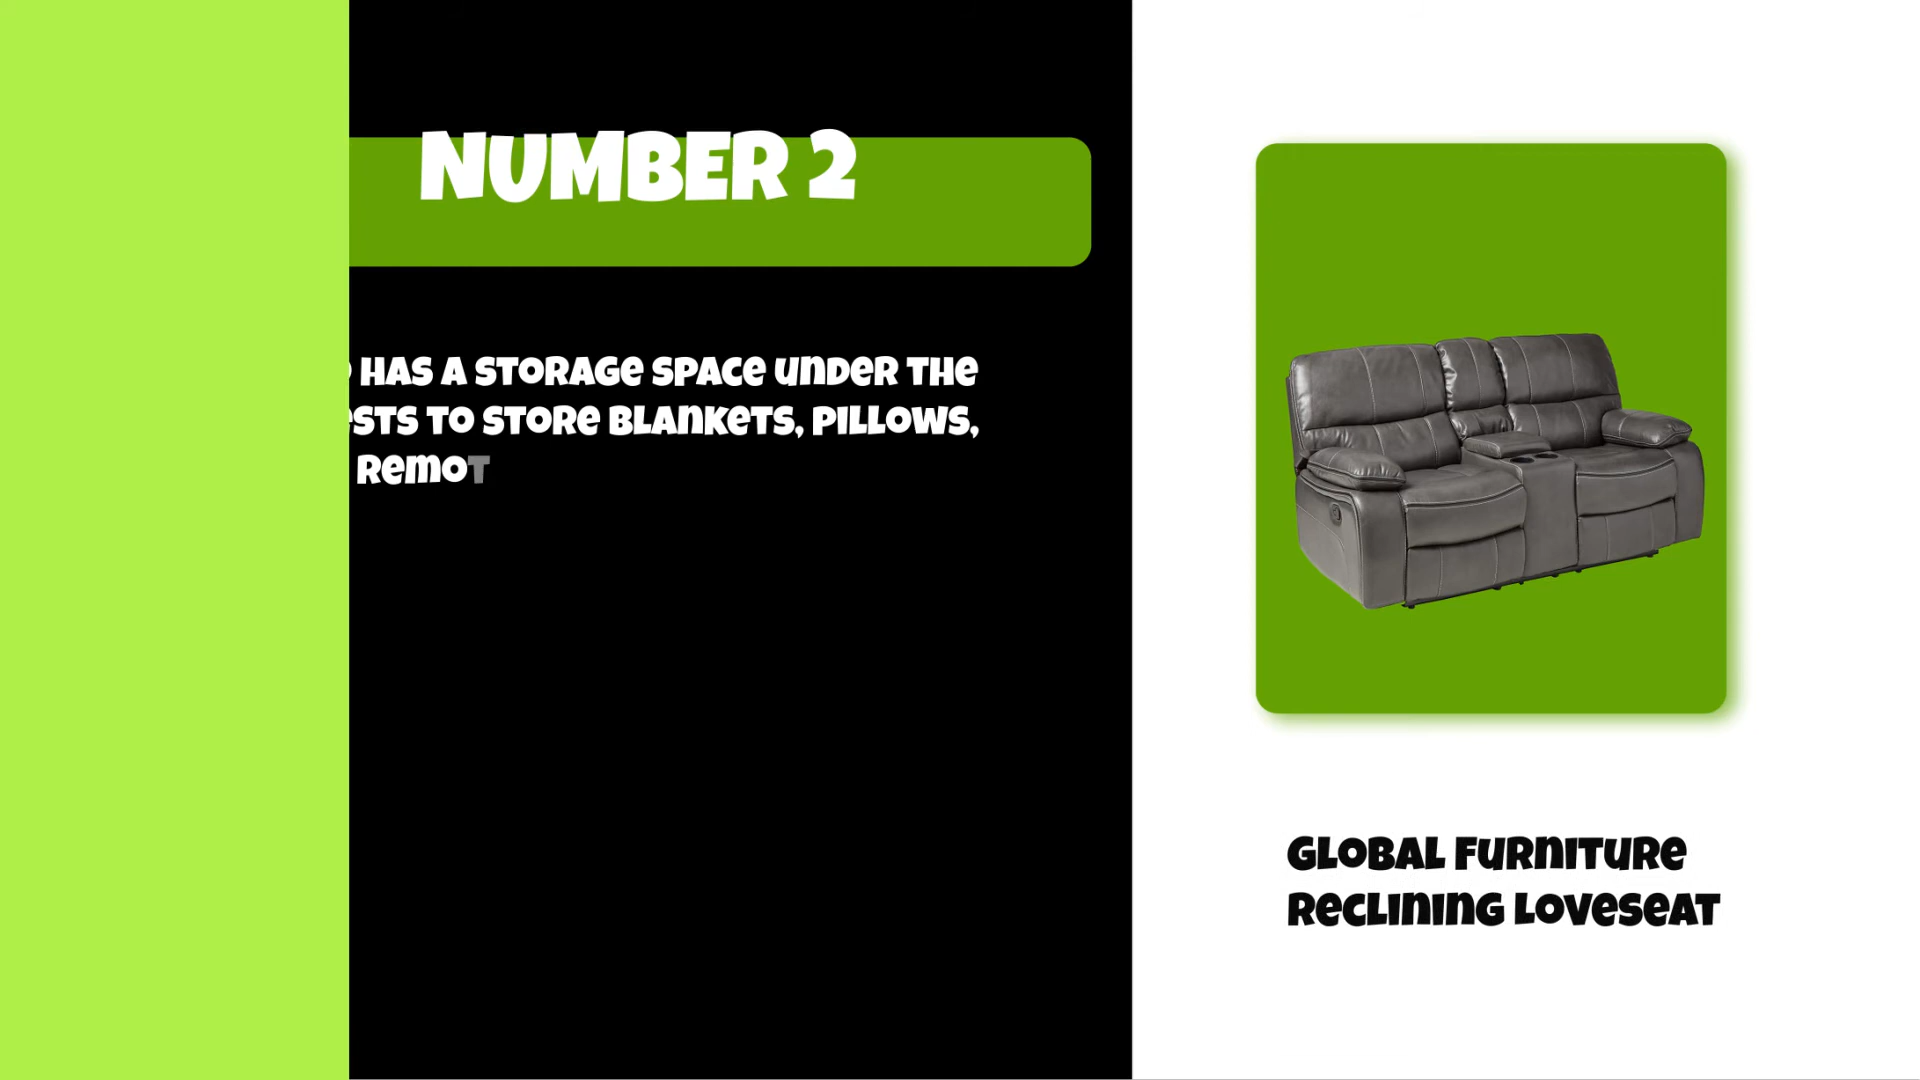 NUMBER 2
HAS A STORAGE SPACE UNDER THE
STS TO STORE BLANKETS, PILLOWS,
REMOT
GLOBAL FURNITURE
RECLINING LOVESEAT